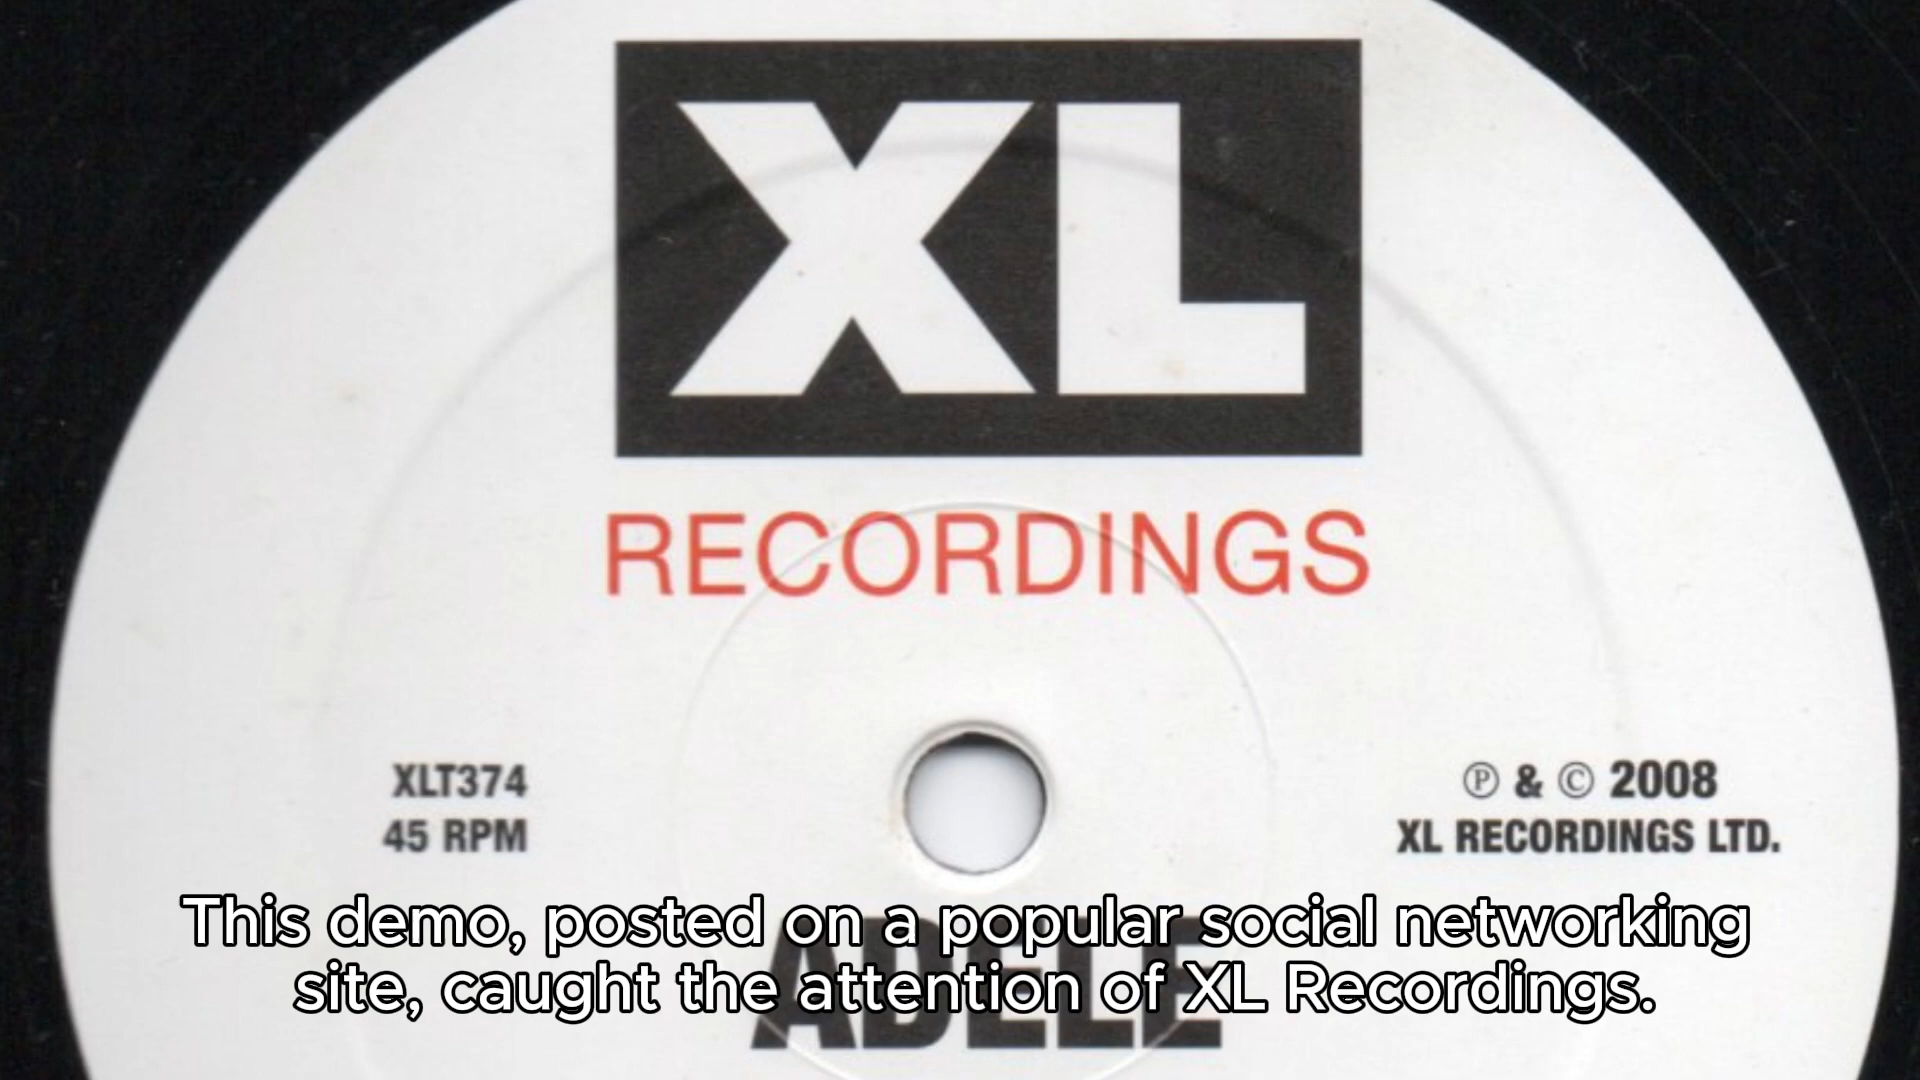 XL
RECORDINGS
XLT374
45 RPM
℗ & © 2008
XL RECORDINGS LTD.
ADELE
This demo, posted on a popular social networking
site, caught the attention of XL Recordings.